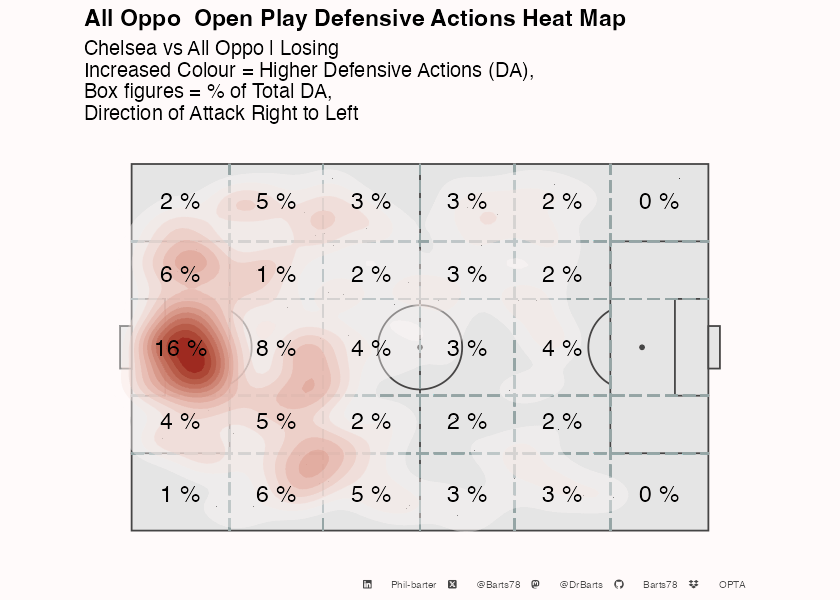 All Oppo  Open Play Defensive Actions Heat Map
Chelsea vs All Oppo | Losing
Increased Colour = Higher Defensive Actions (DA),
Box figures = % of Total DA,
Direction of Attack Right to Left
2 % 5 % 3 % 3 % 2 % 0 %
6 % 1 % 2 % 3 % 2 %
16 % 8 % 4 % 3 % 4 %
4 % 5 % 2 % 2 % 2 %
1 % 6 % 5 % 3 % 3 % 0 %
Phil-barter @Barts78 @DrBarts Barts78 OPTA